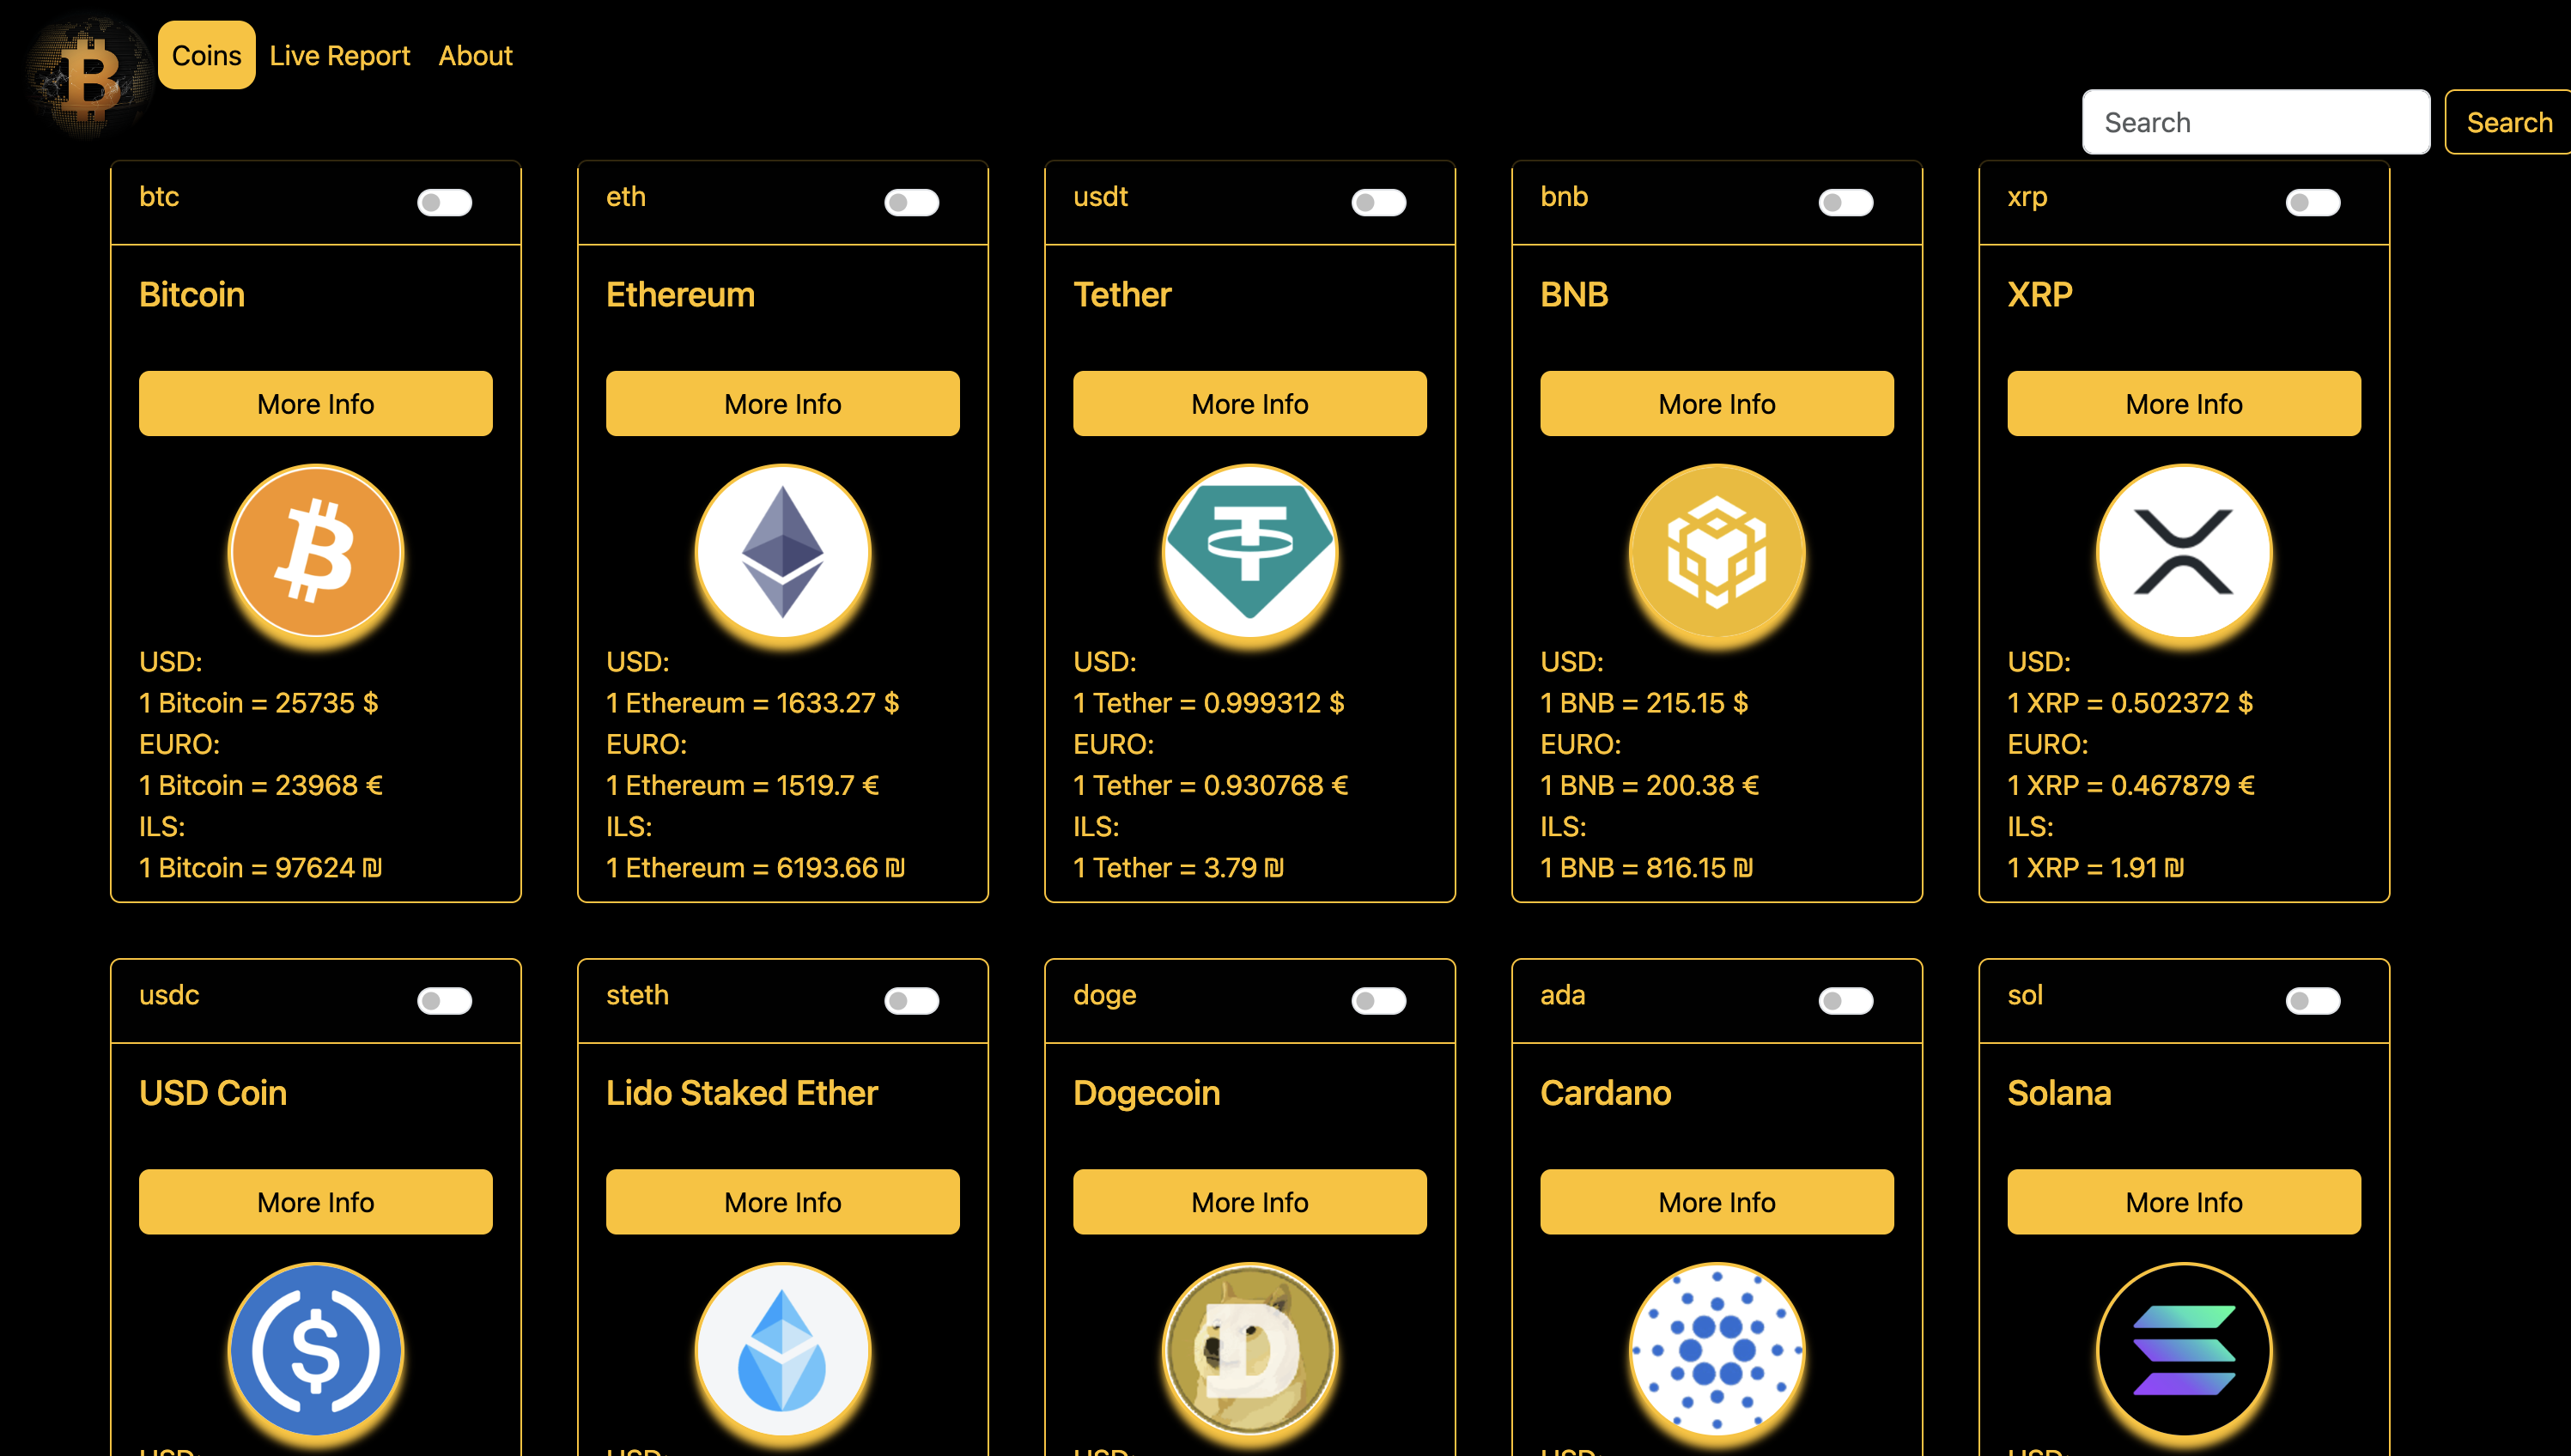 Coins Live Report About
Search Search
btc
Bitcoin
More Info
USD:
1 Bitcoin = 25735 $
EURO:
1 Bitcoin = 23968 €
ILS:
1 Bitcoin = 97624 ₪
eth
Ethereum
More Info
USD:
1 Ethereum = 1633.27 $
EURO:
1 Ethereum = 1519.7 €
ILS:
1 Ethereum = 6193.66 ₪
usdt
Tether
More Info
USD:
1 Tether = 0.999312 $
EURO:
1 Tether = 0.930768 €
ILS:
1 Tether = 3.79 ₪
bnb
BNB
More Info
USD:
1 BNB = 215.15 $
EURO:
1 BNB = 200.38 €
ILS:
1 BNB = 816.15 ₪
xrp
XRP
More Info
USD:
1 XRP = 0.502372 $
EURO:
1 XRP = 0.467879 €
ILS:
1 XRP = 1.91 ₪
usdc
USD Coin
More Info
steth
Lido Staked Ether
More Info
doge
Dogecoin
More Info
ada
Cardano
More Info
sol
Solana
More Info